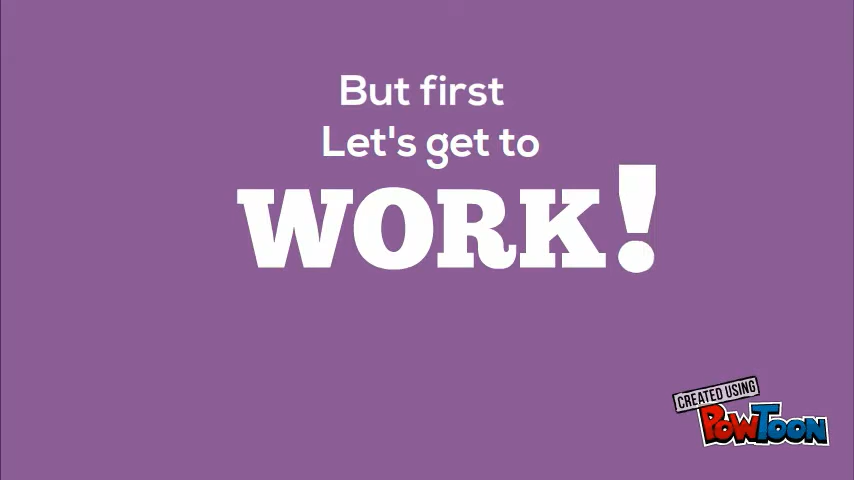 But first
Let's get to
WORK!
CREATED USING
POWTOON